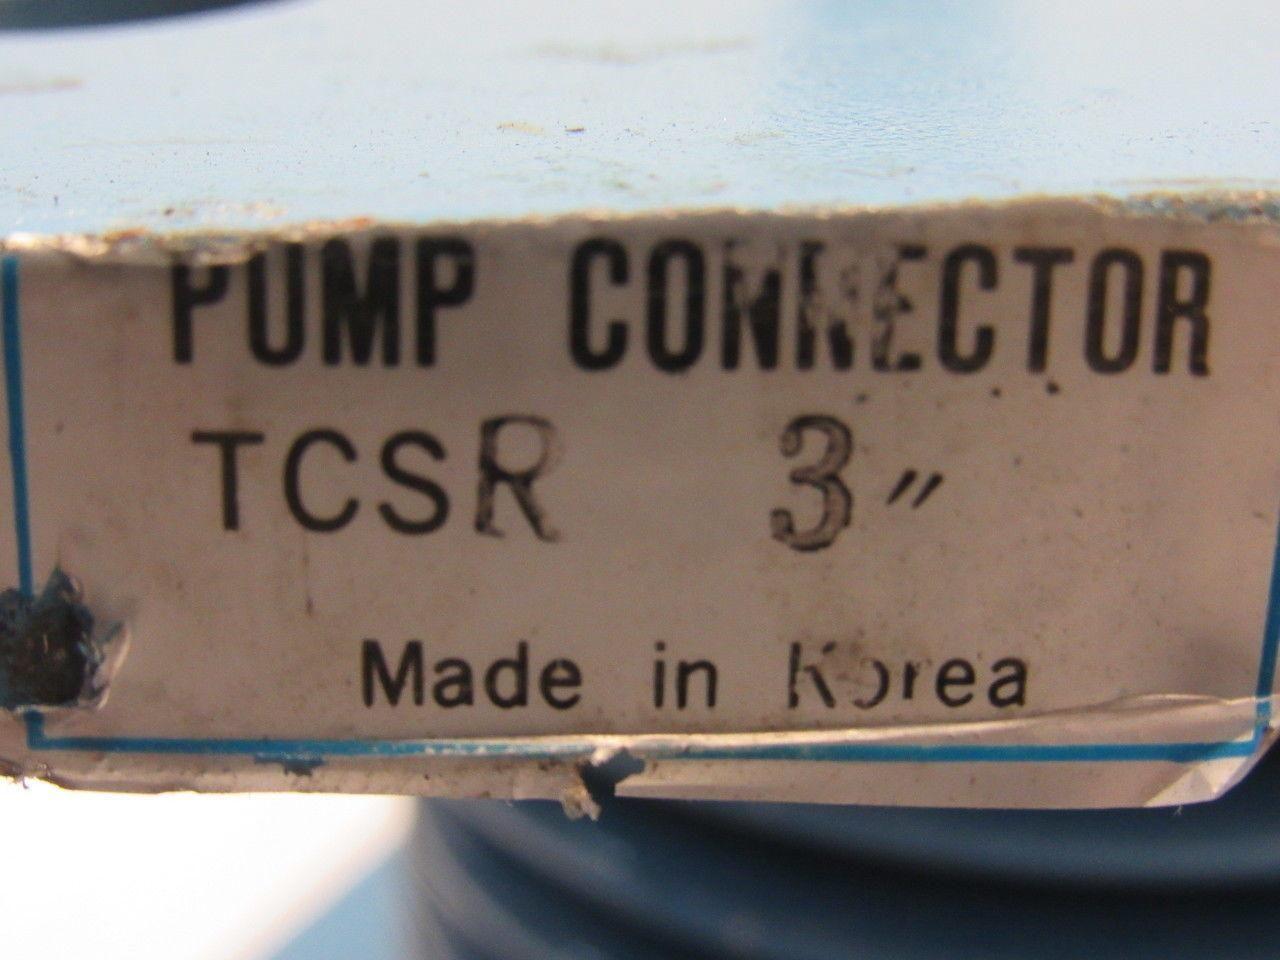 PUMP CONNECTOR
TCSR 3"
Made in Korea